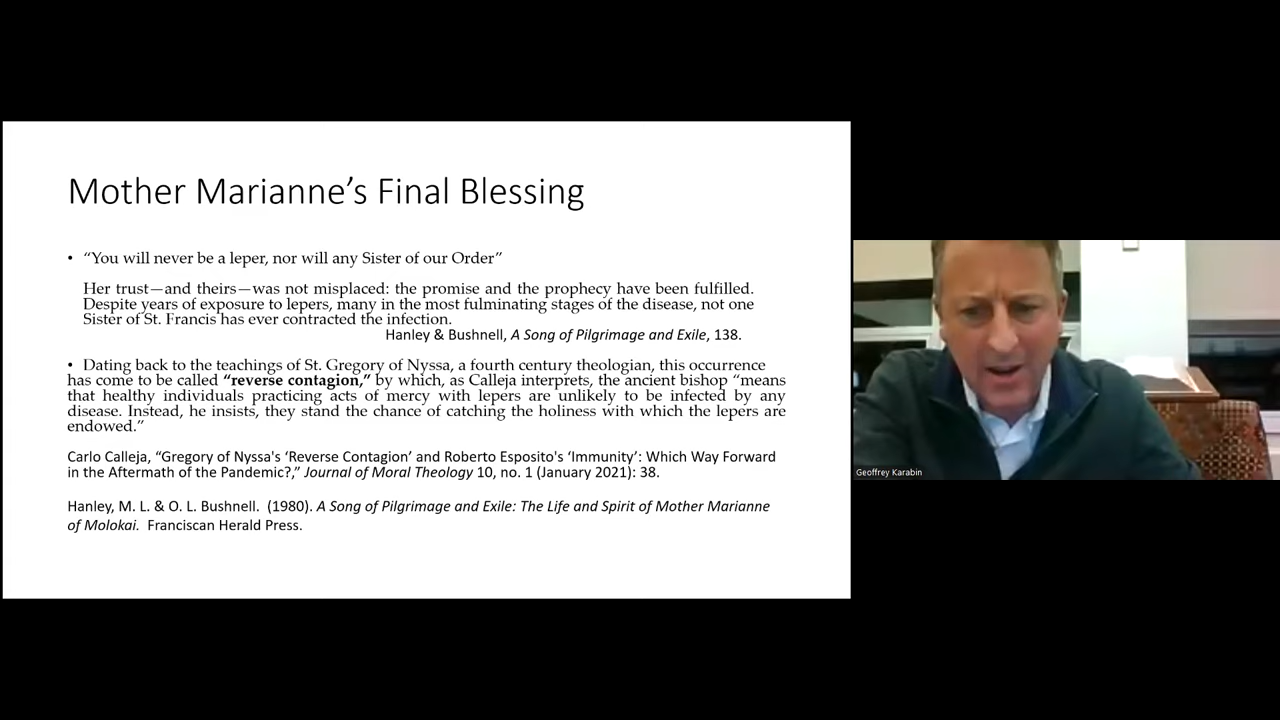 Mother Marianne’s Final Blessing
• “You will never be a leper, nor will any Sister of our Order”
Her trust—and theirs—was not misplaced: the promise and the prophecy have been fulfilled.
Despite years of exposure to lepers, many in the most fulminating stages of the disease, not one
Sister of St. Francis has ever contracted the infection.
Hanley & Bushnell, A Song of Pilgrimage and Exile, 138.
• Dating back to the teachings of St. Gregory of Nyssa, a fourth century theologian, this occurrence
has come to be called “reverse contagion,” by which, as Calleja interprets, the ancient bishop “means
that healthy individuals practicing acts of mercy with lepers are unlikely to be infected by any
disease. Instead, he insists, they stand the chance of catching the holiness with which the lepers are
endowed.”
Carlo Calleja, “Gregory of Nyssa's ‘Reverse Contagion’ and Roberto Esposito's ‘Immunity’: Which Way Forward
in the Aftermath of the Pandemic?,” Journal of Moral Theology 10, no. 1 (January 2021): 38.
Hanley, M. L. & O. L. Bushnell. (1980). A Song of Pilgrimage and Exile: The Life and Spirit of Mother Marianne
of Molokai. Franciscan Herald Press.
Geoffrey Karabin